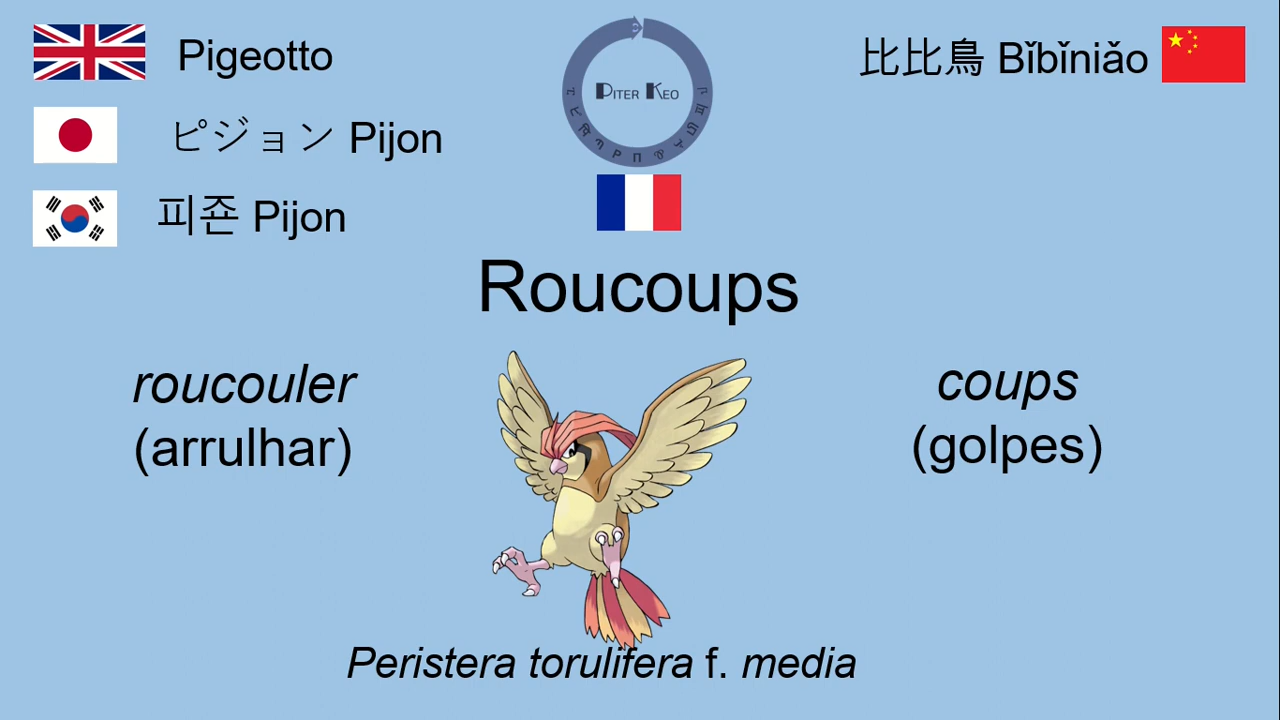 Pigeotto
ピジョン Pijon
피죤 Pijon
PITER KEO
比比鳥 Bǐbǐniǎo
Roucoups
roucouler
(arrulhar)
coups
(golpes)
Peristera torulifera f. media